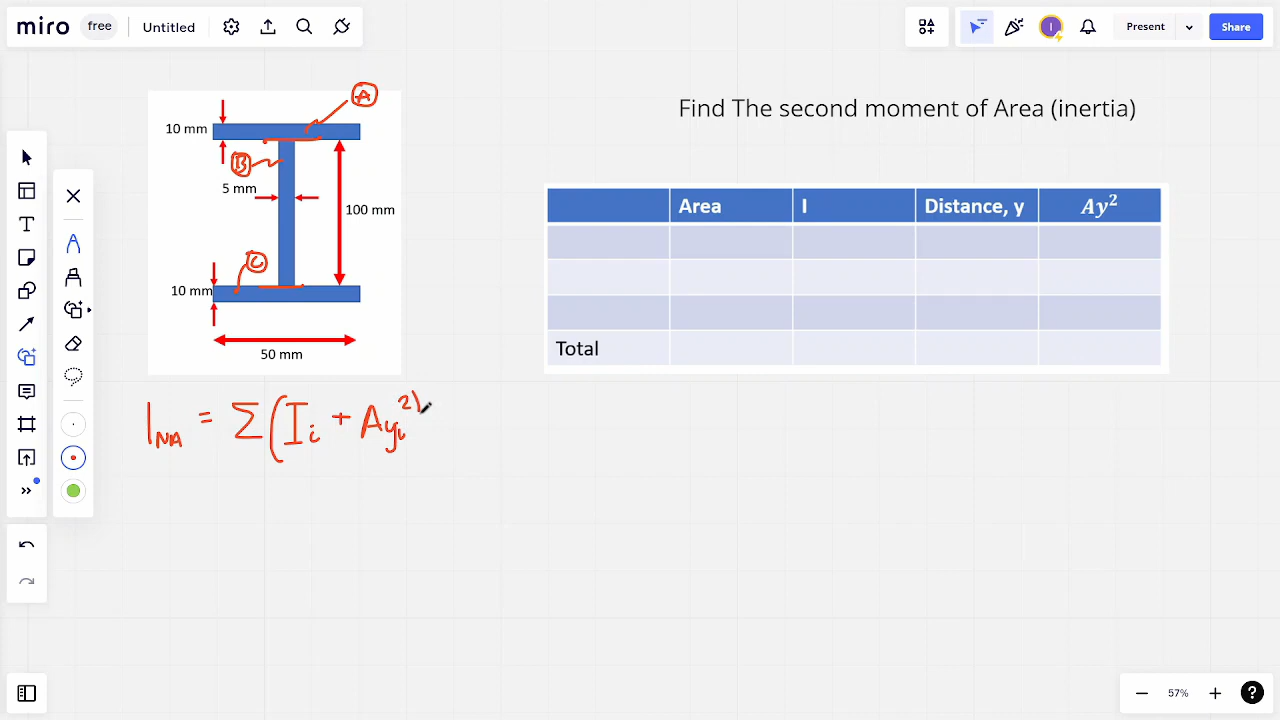 miro free Untitled
Present Share
Find The second moment of Area (inertia)
A
10 mm
B
5 mm
100 mm
C
10 mm
50 mm
Area I Distance, y Ay²
Total
I_NA = Σ(I_i + Ay_i²)
57%